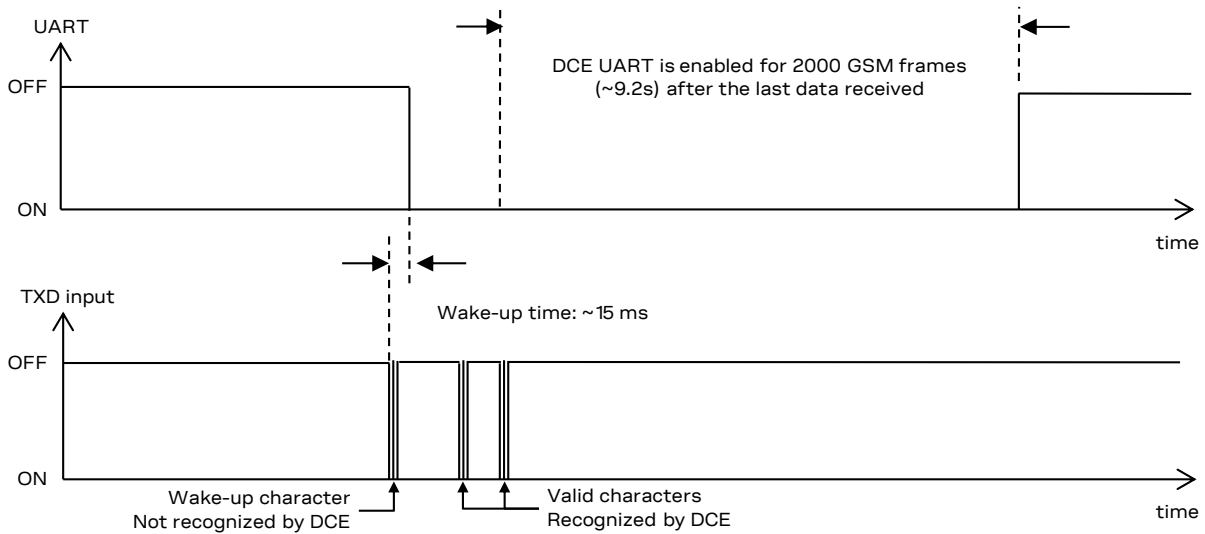 UART
OFF
DCE UART is enabled for 2000 GSM frames
(~9.2s) after the last data received
ON
time
TXD input
Wake-up time: ~15 ms
OFF
ON
Wake-up character
Not recognized by DCE
Valid characters
Recognized by DCE
time